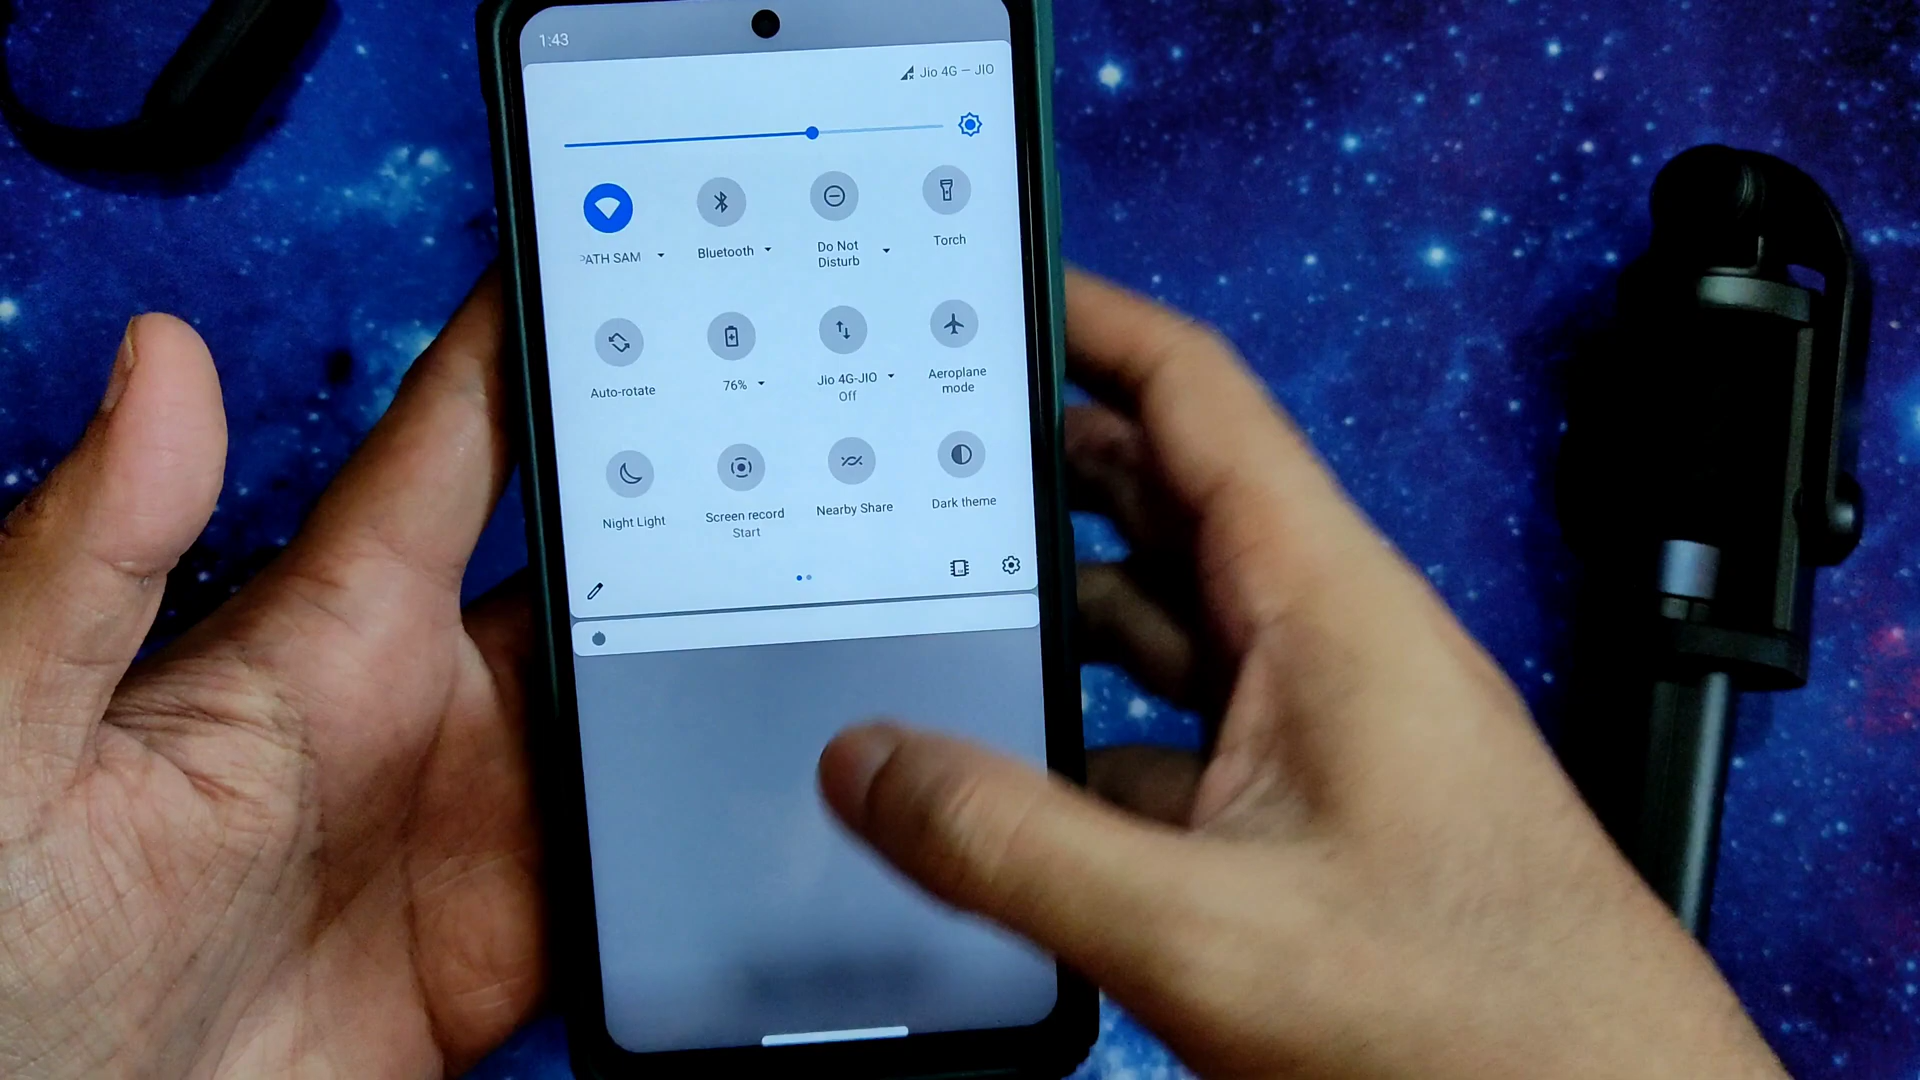 1:43
Jio 4G — JIO
PATH SAM
Bluetooth
Do Not
Disturb
Torch
Auto-rotate
76%
Jio 4G-JIO
Off
Aeroplane
mode
Night Light
Screen record
Start
Nearby Share
Dark theme